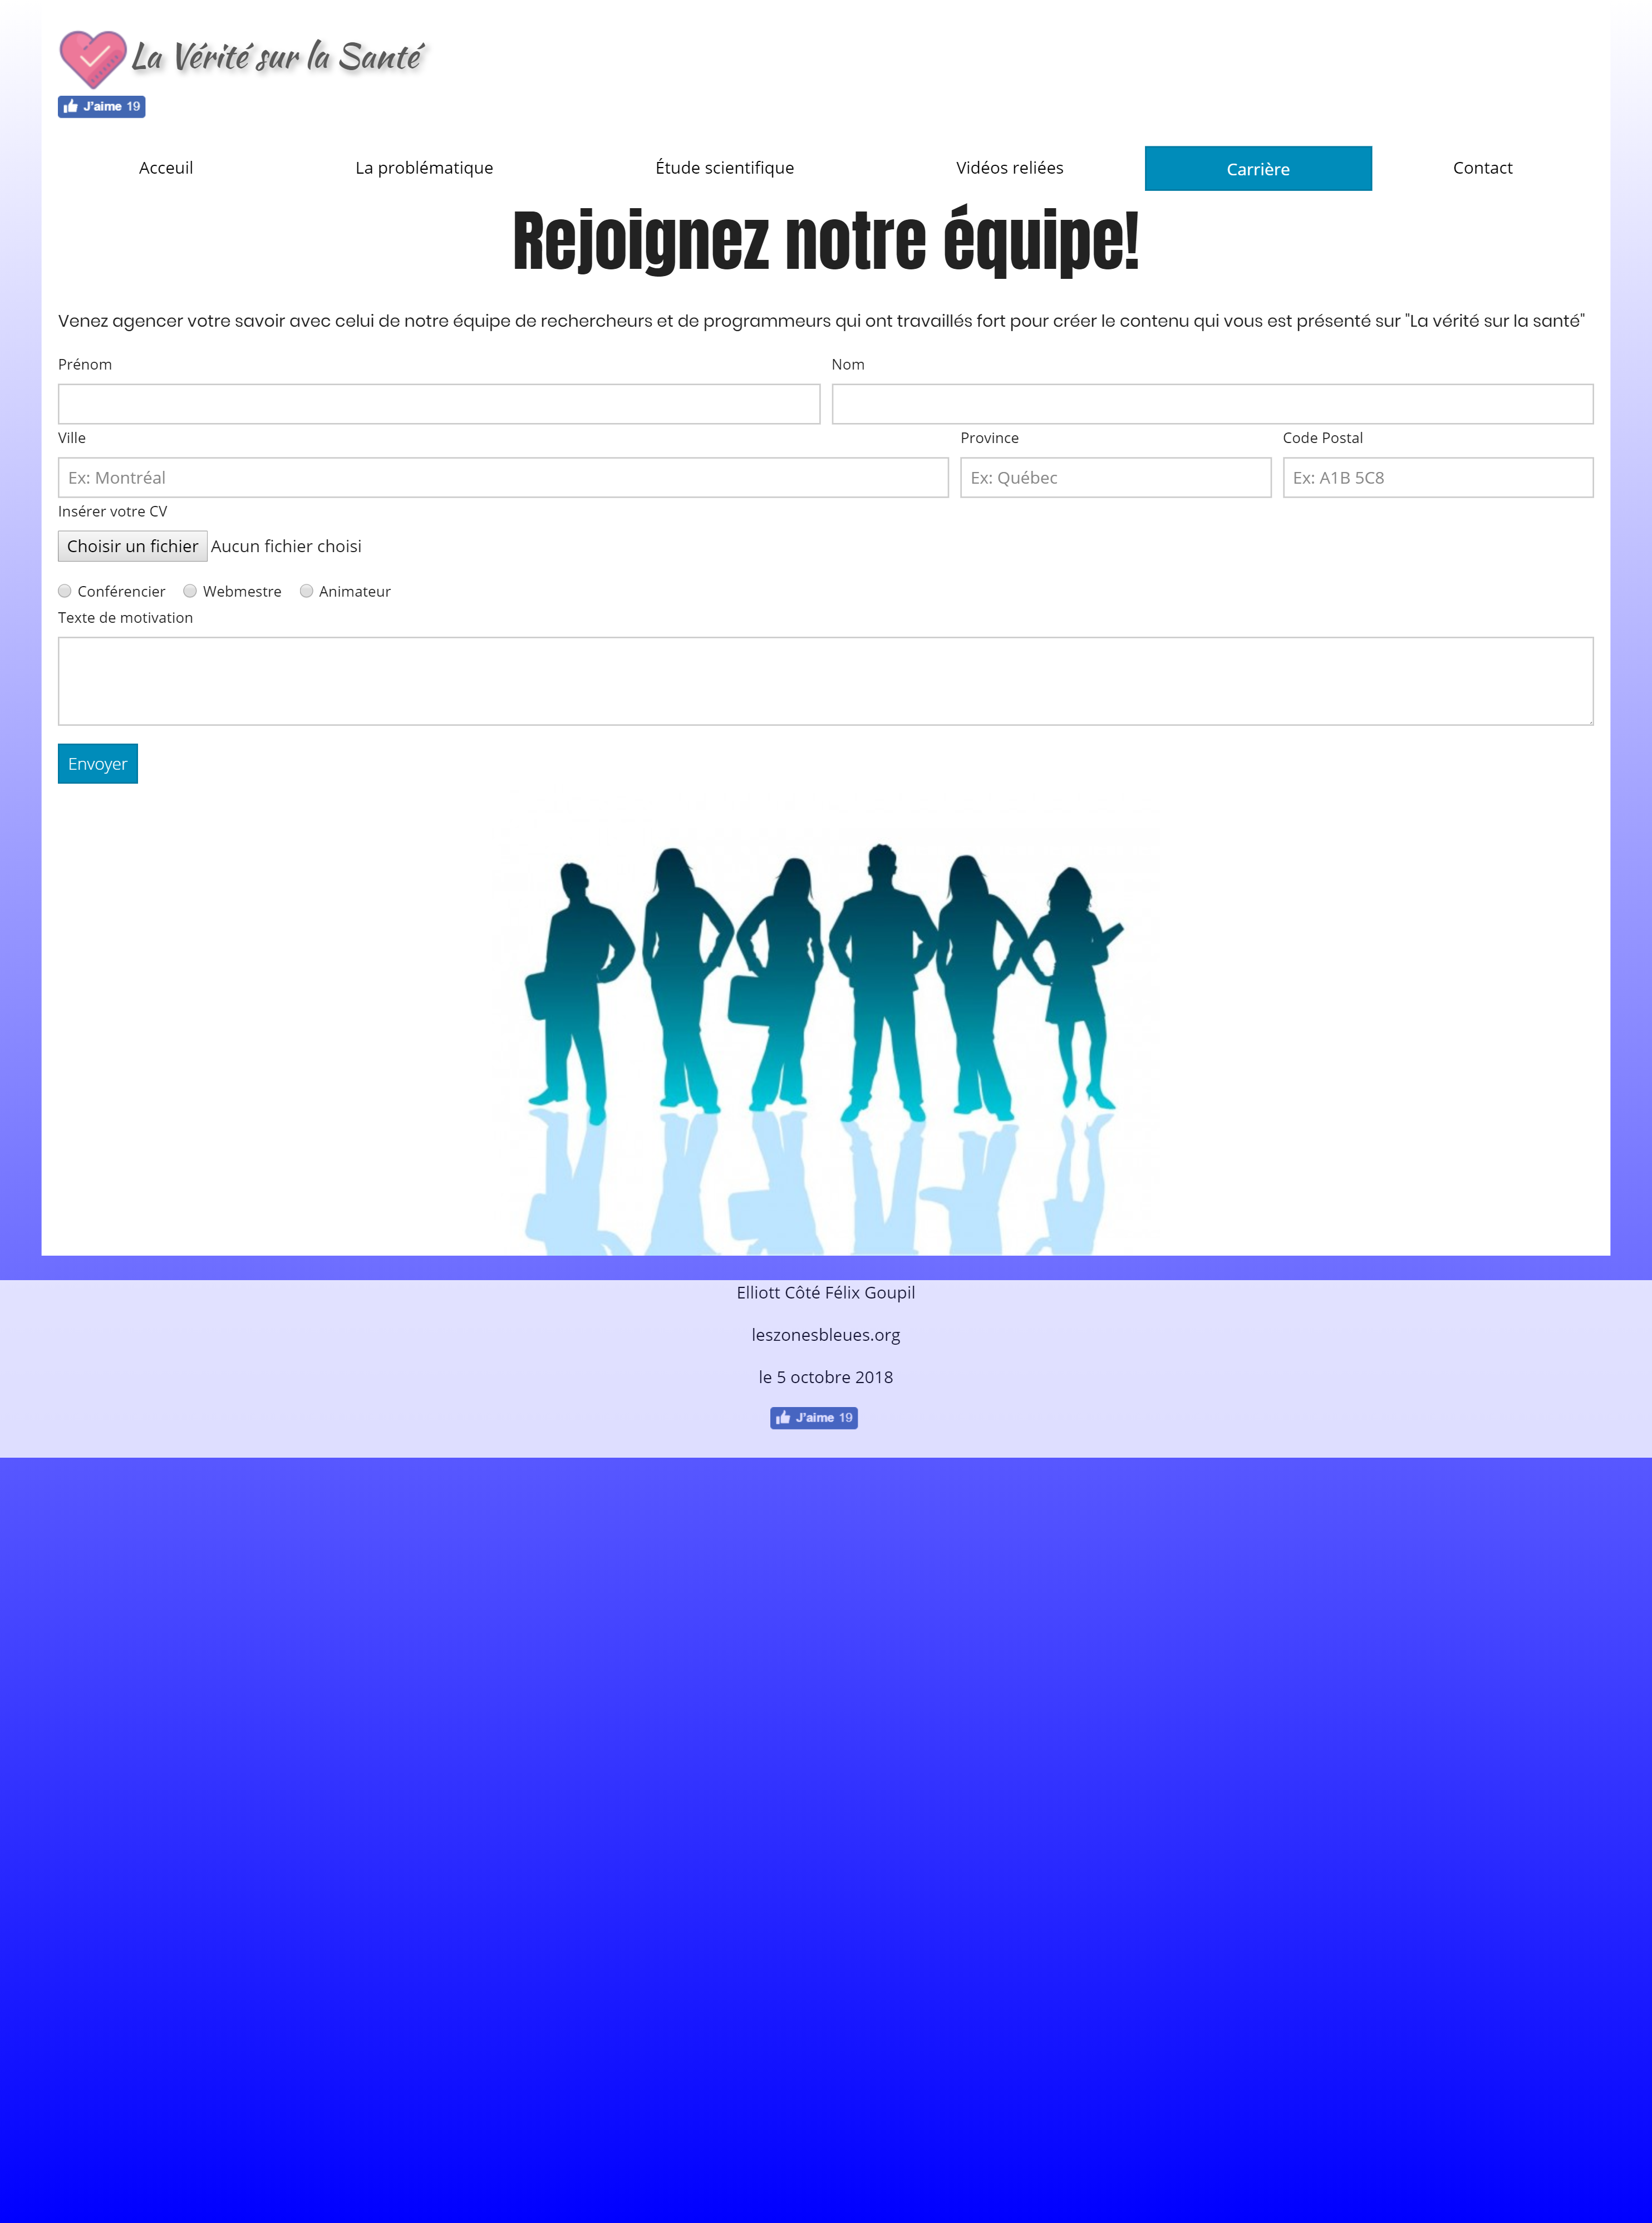 La Vérité sur la Santé
J'aime 19
Acceuil La problématique Étude scientifique Vidéos reliées Carrière Contact
Rejoignez notre équipe!
Venez agencer votre savoir avec celui de notre équipe de rechercheurs et de programmeurs qui ont travaillés fort pour créer le contenu qui vous est présenté sur "La vérité sur la santé"
Prénom Nom
Ville Province Code Postal
Ex: Montréal Ex: Québec Ex: A1B 5C8
Insérer votre CV
Choisir un fichier Aucun fichier choisi
Conférencier Webmestre Animateur
Texte de motivation
Envoyer
Elliott Côté Félix Goupil
leszonesbleues.org
le 5 octobre 2018
J'aime 19